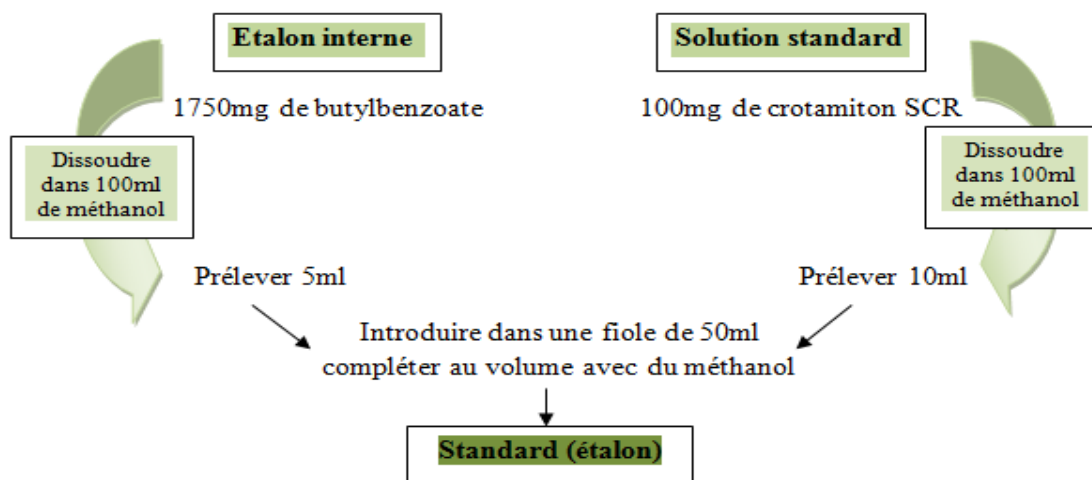 Etalon interne
Solution standard
1750mg de butylbenzoate
100mg de crotamiton SCR
Dissoudre
dans 100ml
de méthanol
Dissoudre
dans 100ml
de méthanol
Prélever 5ml
Prélever 10ml
Introduire dans une fiole de 50ml
compléter au volume avec du méthanol
Standard (étalon)